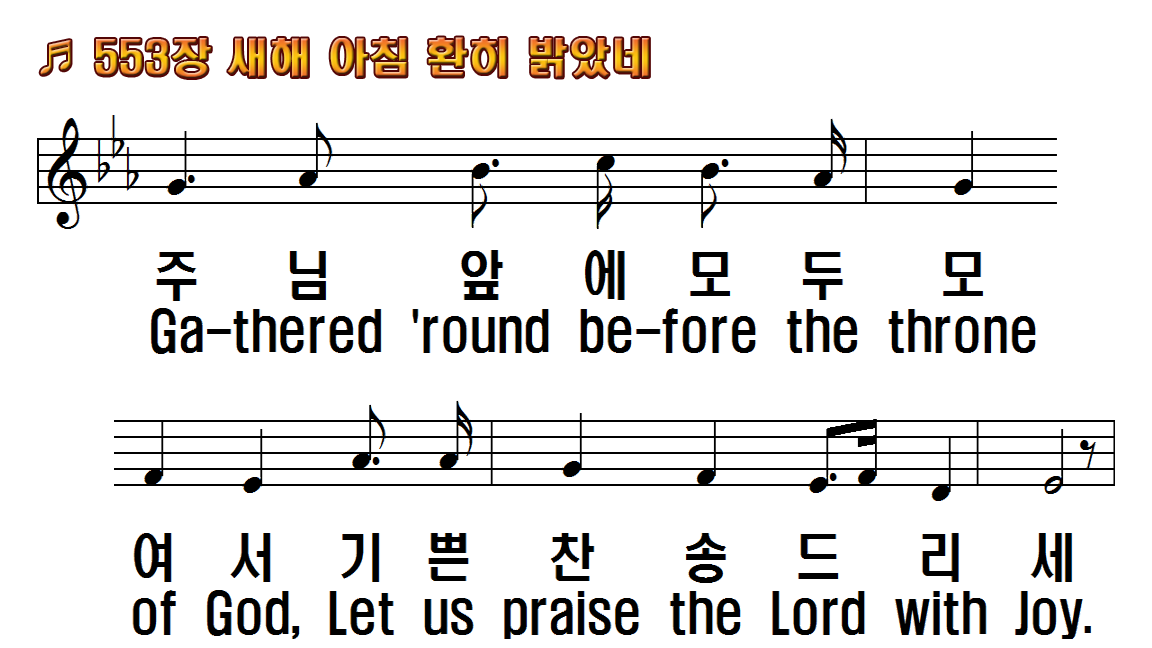 553장 새해 아침 환히 밝았네
주 님 앞 에 모 두 모
Ga-thered 'round be-fore the throne
여 서 기 쁜 찬 송 드 리 세
of God, Let us praise the Lord with Joy.